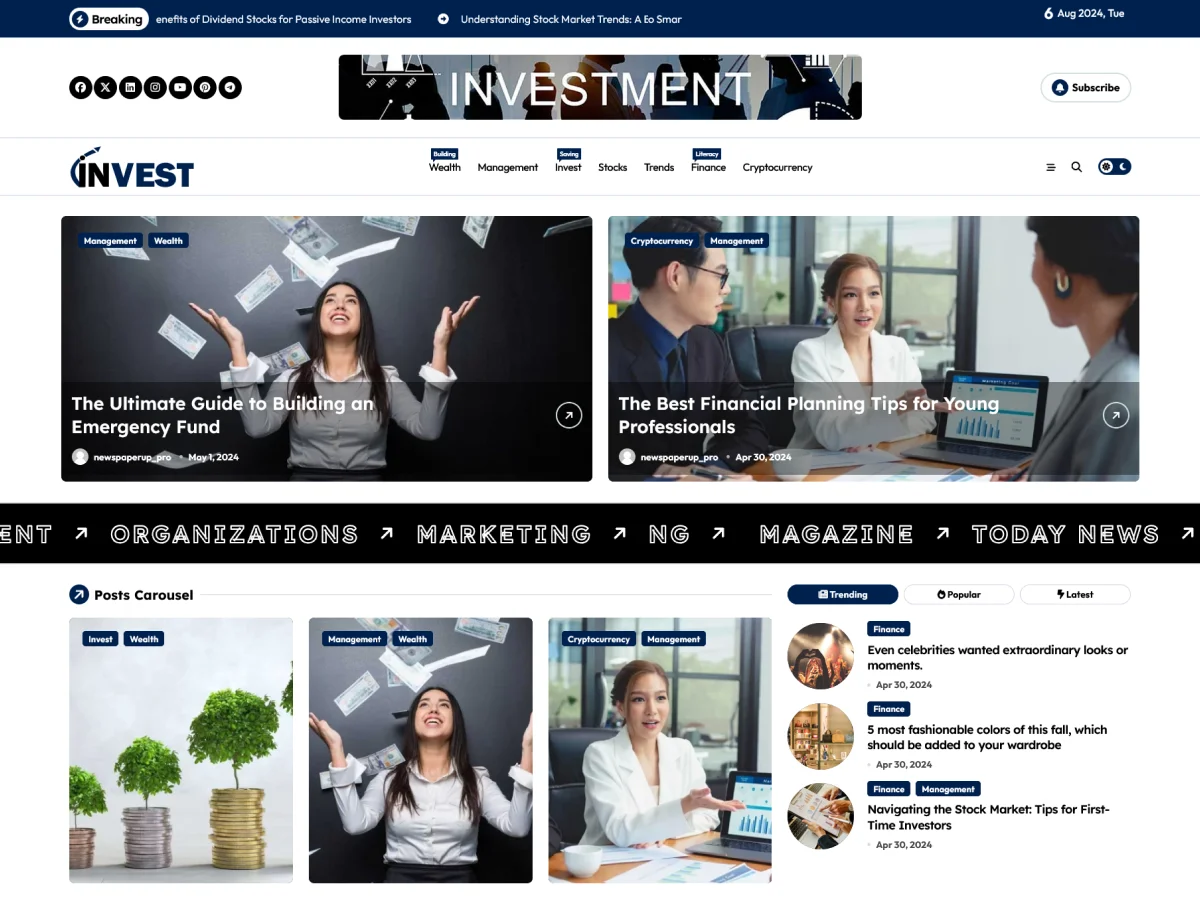 Breaking
enefits of Dividend Stocks for Passive Income Investors
Understanding Stock Market Trends: A Bo Smar
6 Aug 2024, Tue
INVESTMENT
Subscribe
INVEST
Building
Wealth
Management
Saving
Invest
Stocks
Trends
Literacy
Finance
Cryptocurrency
Management
Wealth
The Ultimate Guide to Building an
Emergency Fund
newspaperup_pro
May 1, 2024
Cryptocurrency
Management
Marketing Plan
The Best Financial Planning Tips for Young
Professionals
newspaperup_pro
Apr 30, 2024
ENT ORGANIZATIONS MARKETING NG MAGAZINE TODAY NEWS
Posts Carousel
Invest
Wealth
Management
Wealth
Cryptocurrency
Management
Trending
Popular
Latest
Finance
Even celebrities wanted extraordinary looks or
moments.
Apr 30, 2024
Finance
5 most fashionable colors of this fall, which
should be added to your wardrobe
Apr 30, 2024
Finance
Management
Navigating the Stock Market: Tips for First-
Time Investors
Apr 30, 2024